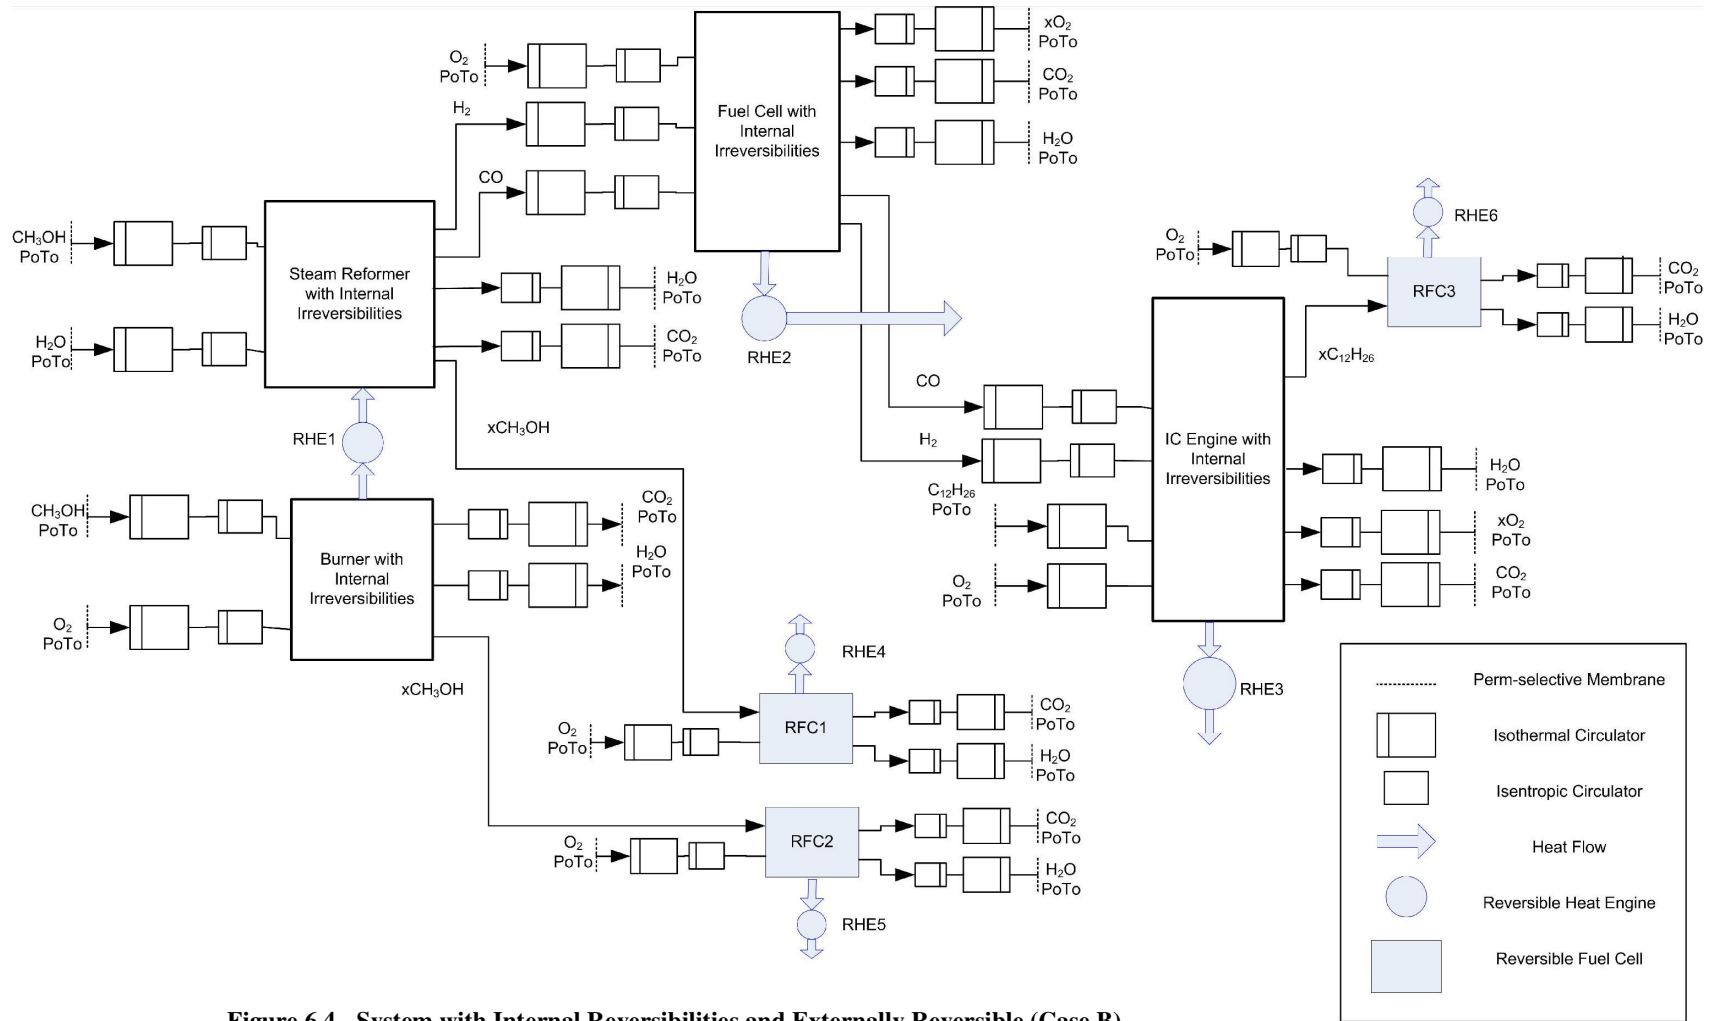 O2
PoTo
H2
CO
Fuel Cell with
Internal
Irreversibilities
xO2
PoTo
CO2
PoTo
H2O
PoTo
CH3OH
PoTo
H2O
PoTo
Steam Reformer
with Internal
Irreversibilities
H2O
PoTo
CO2
PoTo
RHE2
RHE1
xCH3OH
CH3OH
PoTo
O2
PoTo
Burner with
Internal
Irreversibilities
CO2
PoTo
H2O
PoTo
xCH3OH
RHE6
O2
PoTo
RFC3
CO2
PoTo
H2O
PoTo
xC12H26
CO
H2
C12H26
PoTo
O2
PoTo
IC Engine with
Internal
Irreversibilities
H2O
PoTo
xO2
PoTo
CO2
PoTo
RHE3
RHE4
O2
PoTo
RFC1
CO2
PoTo
H2O
PoTo
O2
PoTo
RFC2
CO2
PoTo
H2O
PoTo
RHE5
Perm-selective Membrane
Isothermal Circulator
Isentropic Circulator
Heat Flow
Reversible Heat Engine
Reversible Fuel Cell
Figure 6.4 System with Internal Reversibilities and Externally Reversible (Case B)